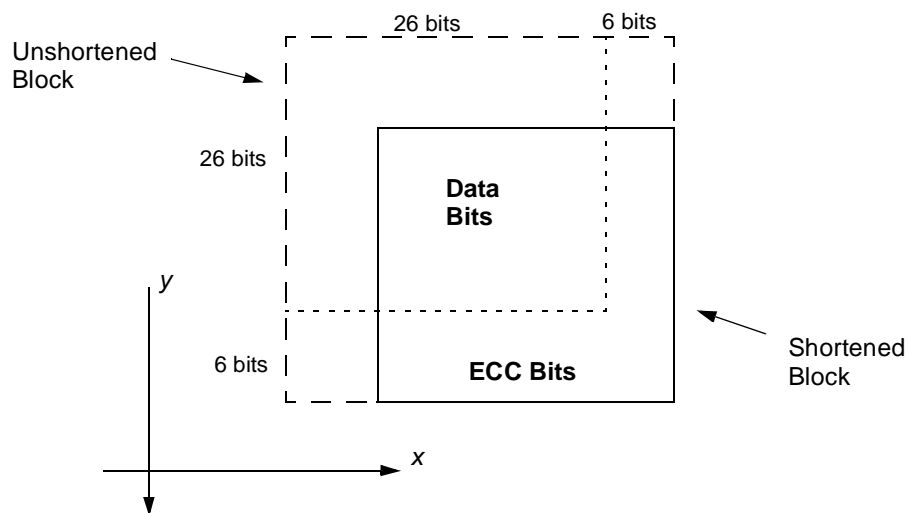 26 bits
6 bits
Unshortened
Block
26 bits
Data
Bits
y
6 bits
ECC Bits
Shortened
Block
x